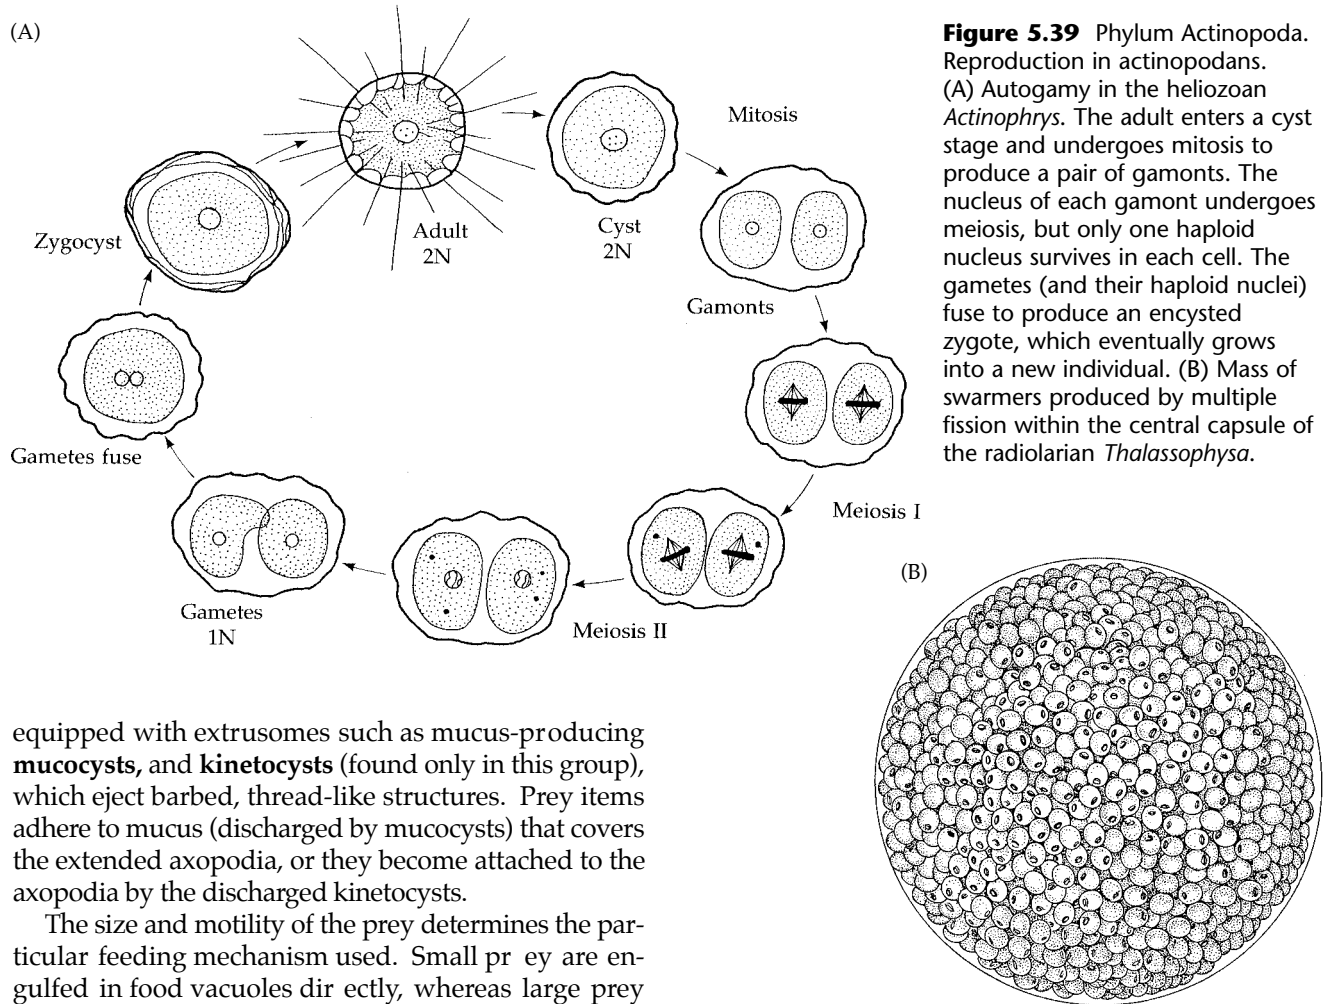 (A)
Adult
2N
Cyst
2N
Mitosis
Gamonts
Meiosis I
Meiosis II
Gametes
1N
Gametes fuse
Zygocyst
Figure 5.39 Phylum Actinopoda.
Reproduction in actinopodans.
(A) Autogamy in the heliozoan
Actinophrys. The adult enters a cyst
stage and undergoes mitosis to
produce a pair of gamonts. The
nucleus of each gamont undergoes
meiosis, but only one haploid
nucleus survives in each cell. The
gametes (and their haploid nuclei)
fuse to produce an encysted
zygote, which eventually grows
into a new individual. (B) Mass of
swarmers produced by multiple
fission within the central capsule of
the radiolarian Thalassophysa.
(B)
equipped with extrusomes such as mucus-producing
mucocysts, and kinetocysts (found only in this group),
which eject barbed, thread-like structures. Prey items
adhere to mucus (discharged by mucocysts) that covers
the extended axopodia, or they become attached to the
axopodia by the discharged kinetocysts.
The size and motility of the prey determines the par-
ticular feeding mechanism used. Small pr ey are en-
gulfed in food vacuoles dir ectly, whereas large prey